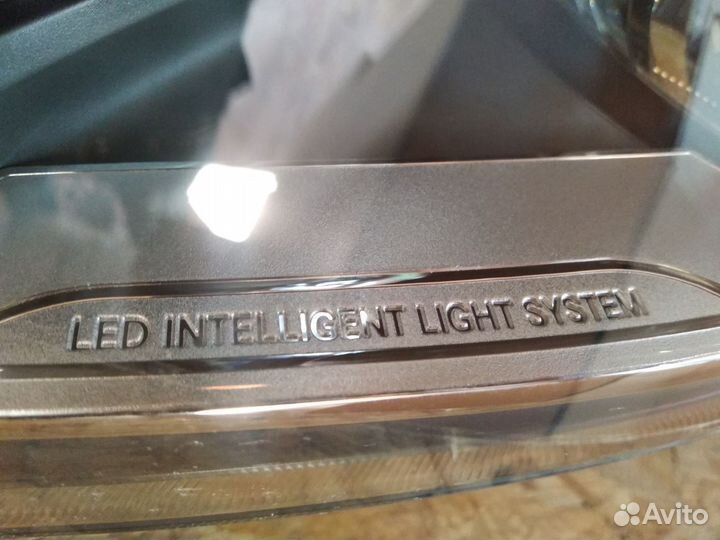 LED INTELLIGENT LIGHT SYSTEM
Avito